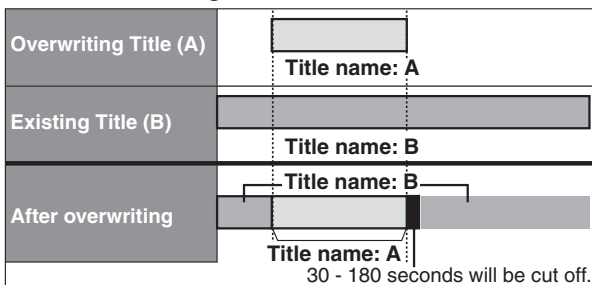 Overwriting Title (A)
Title name: A
Existing Title (B)
Title name: B
Title name: B
After overwriting
Title name: A
30 - 180 seconds will be cut off.